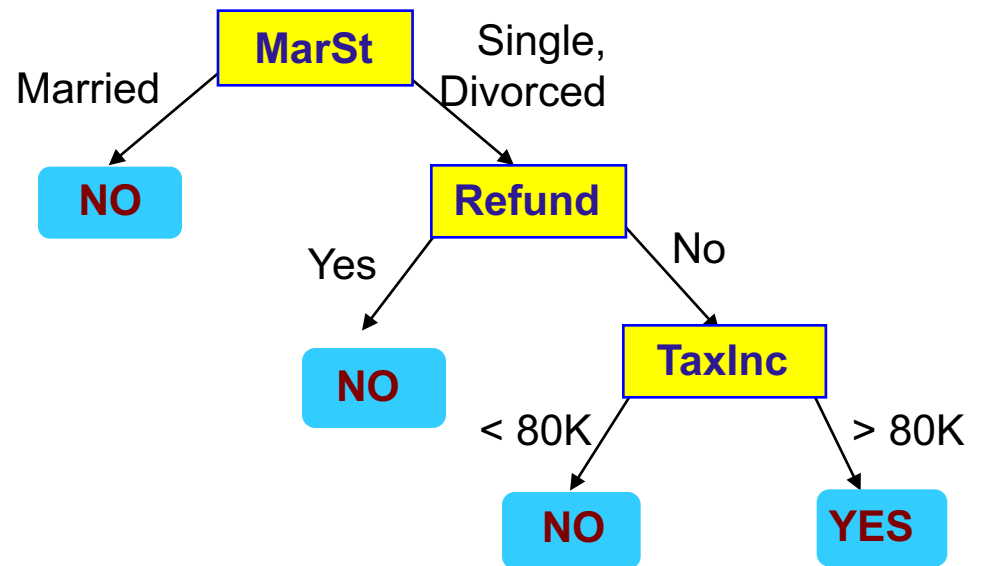 MarSt
Single,
Married
Divorced
NO
Refund
Yes
No
TaxInc
NO
< 80K
> 80K
NO
YES